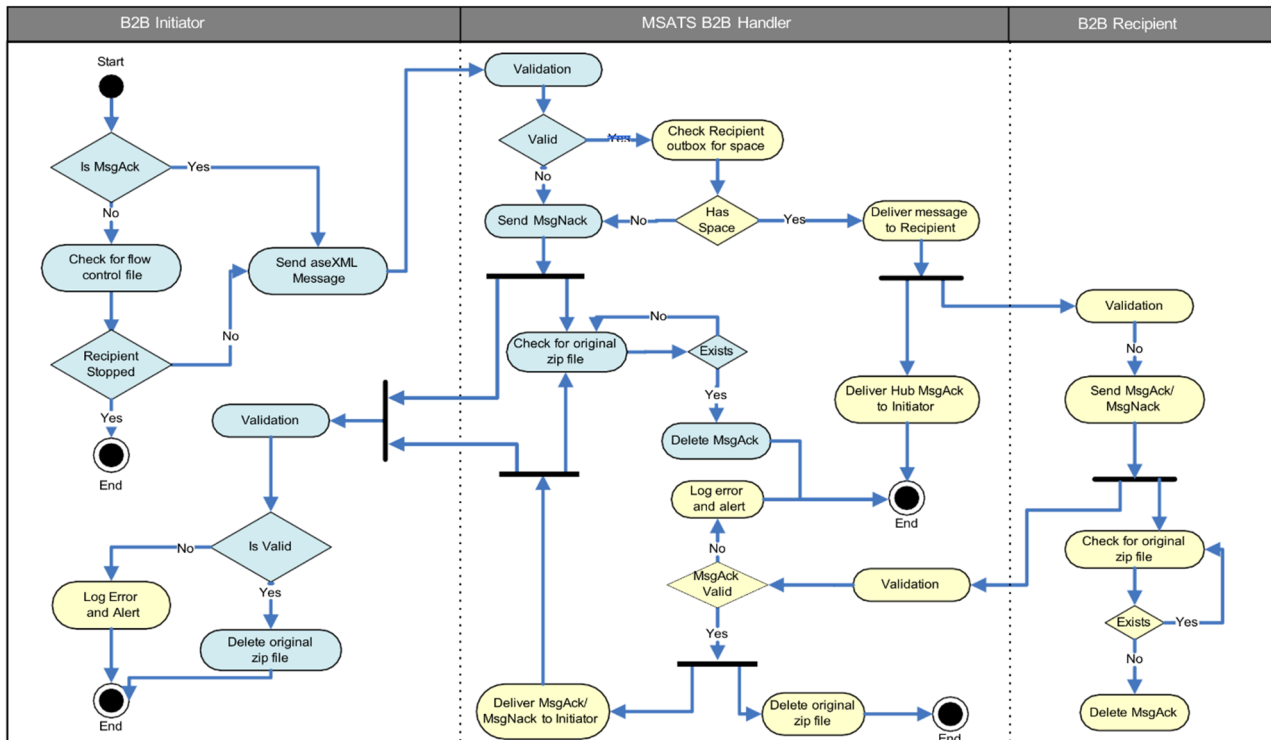 B2B Initiator
MSATS B2B Handler
B2B Recipient
Start
Is MsgAck
Yes
No
Check for flow
control file
Send aseXML
Message
Recipient
Stopped
No
Yes
End
Validation
Is Valid
No
Yes
Log Error
and Alert
Delete original
zip file
End
Validation
Valid
Yes
No
Check Recipient
outbox for space
Send MsgNack
No
Has
Space
Yes
Deliver message
to Recipient
No
Check for original
zip file
Exists
Yes
Delete MsgAck
Deliver Hub MsgAck
to Initiator
Log error
and alert
End
No
MsgAck
Valid
Validation
Yes
Deliver MsgAck/
MsgNack to Initiator
Delete original
zip file
End
Validation
No
Send MsgAck/
MsgNack
Check for original
zip file
Exists
Yes
No
Delete MsgAck